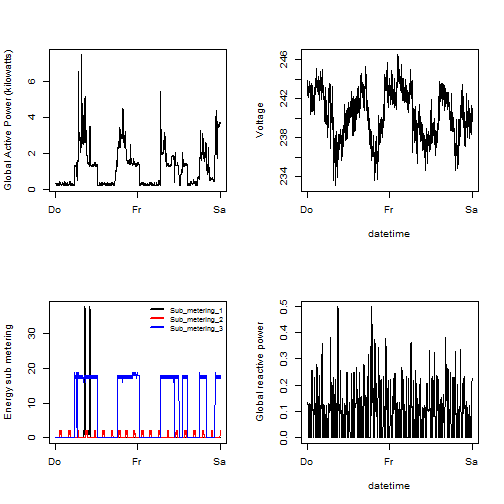 Global Active Power (kilowatts)
0 2 4 6
Do Fr Sa
Voltage
234 238 242 246
Do Fr Sa
datetime
Energy sub metering
0 10 20 30
Sub_metering_1
Sub_metering_2
Sub_metering_3
Do Fr Sa
Global reactive power
0.0 0.1 0.2 0.3 0.4 0.5
Do Fr Sa
datetime